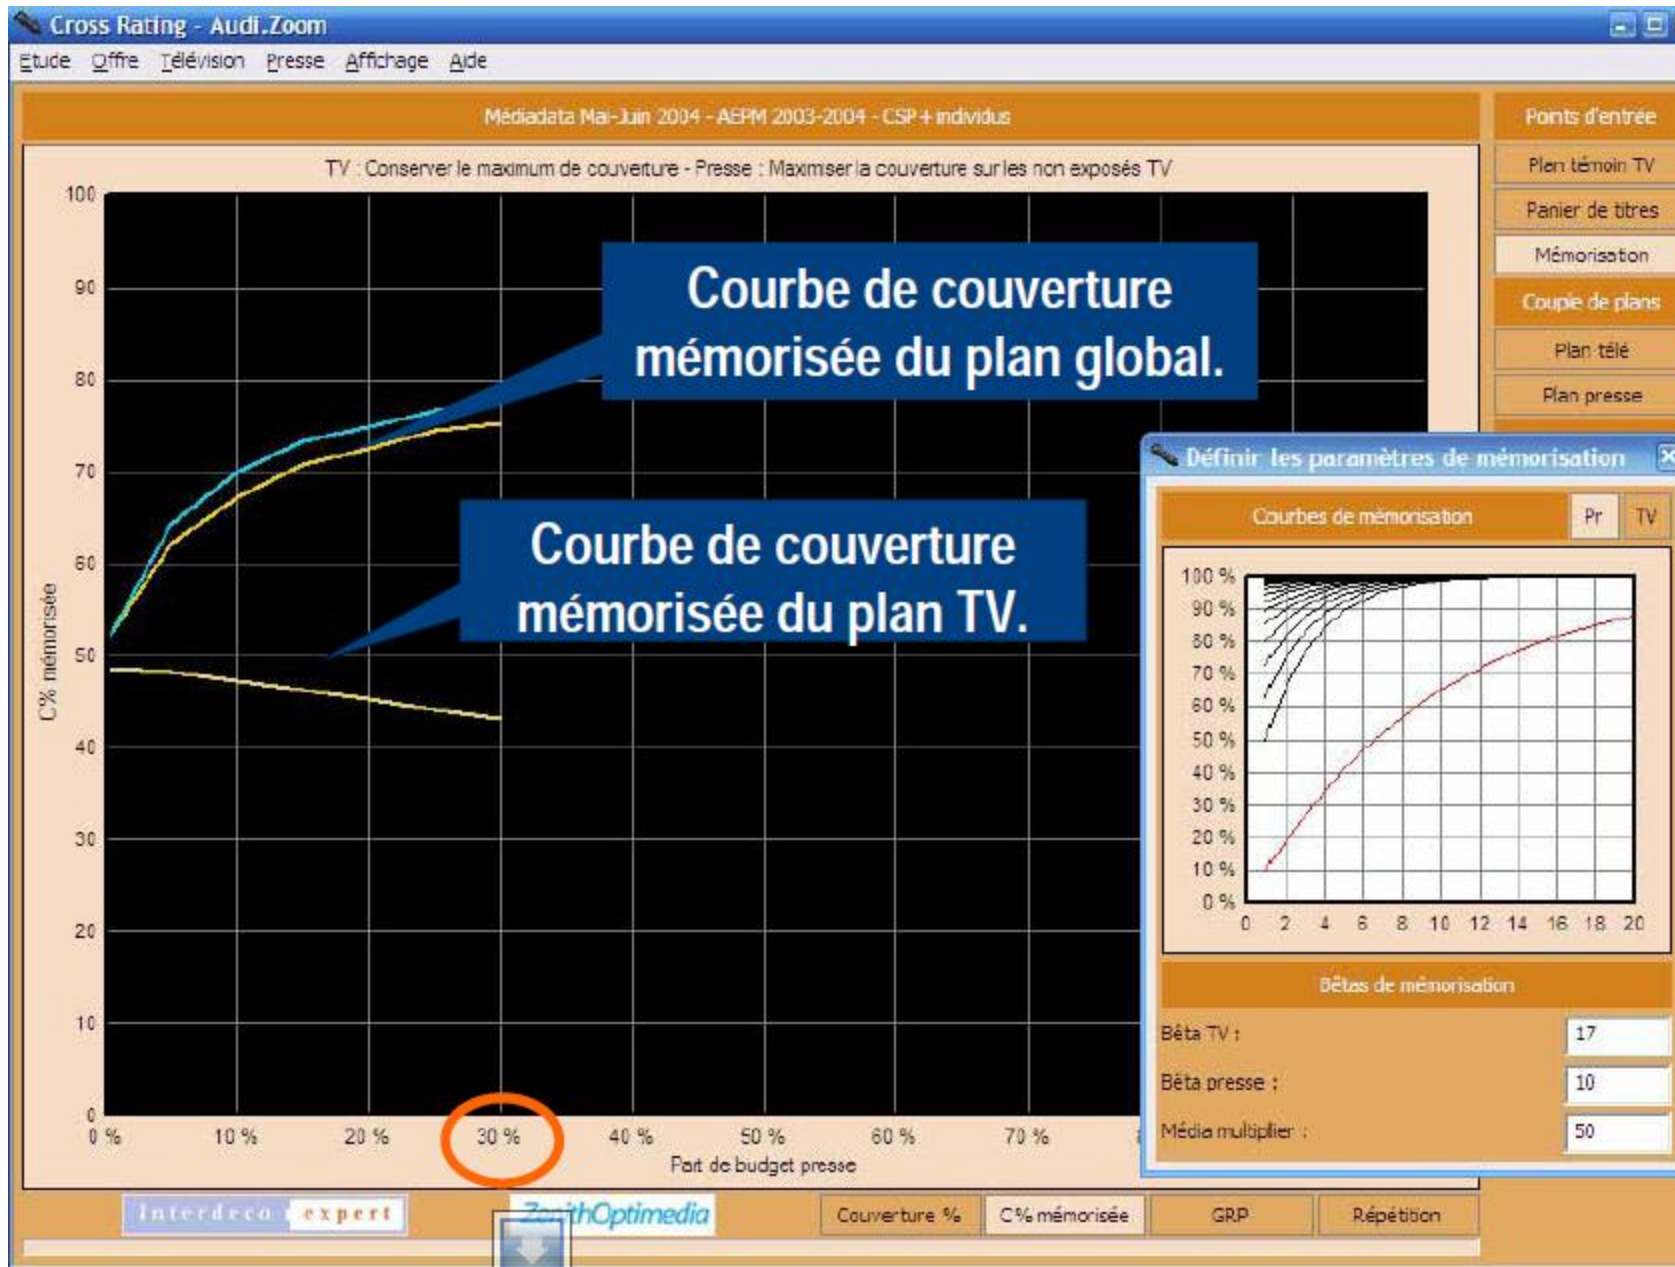 Cross Rating - Audi.Zoom
Etude Offre Télévision Presse Affichage Aide
Médiadata Mai-Juin 2004 - AEPM 2003-2004 - CSP+ individus
TV : Conserver le maximum de couverture - Presse : Maximiser la couverture sur les non exposés TV
100
90
80
70
60
50
40
30
20
10
0
C% mémorisée
0 % 10 % 20 % 30 % 40 % 50 % 60 % 70 %
Part de budget presse
Courbe de couverture
mémorisée du plan global.
Courbe de couverture
mémorisée du plan TV.
Points d'entrée
Plan témoin TV
Panier de titres
Mémorisation
Couple de plans
Plan télé
Plan presse
Définir les paramètres de mémorisation
Courbes de mémorisation Pr TV
100 %
90 %
80 %
70 %
60 %
50 %
40 %
30 %
20 %
10 %
0 %
0 2 4 6 8 10 12 14 16 18 20
Bêtas de mémorisation
Bêta TV : 17
Bêta presse : 10
Média multiplier : 50
Interdeco expert
ZenithOptimedia
Couverture % C% mémorisée GRP Répétition